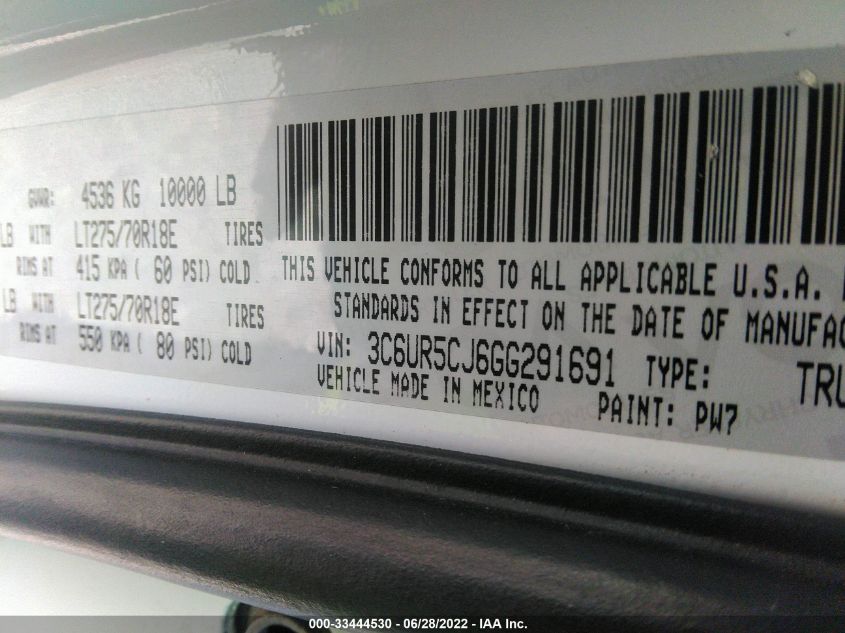 GVWR: 4536 KG 10000 LB
LB WITH LT275/70R18E TIRES
RIMS AT 415 KPA ( 60 PSI) COLD
LB WITH LT275/70R18E TIRES
RIMS AT 550 KPA ( 80 PSI) COLD
THIS VEHICLE CONFORMS TO ALL APPLICABLE U.S.A.
STANDARDS IN EFFECT ON THE DATE OF MANUFAC
VIN: 3C6UR5CJ6GG291691 TYPE: TRU
VEHICLE MADE IN MEXICO PAINT: PW7
000-33444530 - 06/28/2022 - IAA Inc.